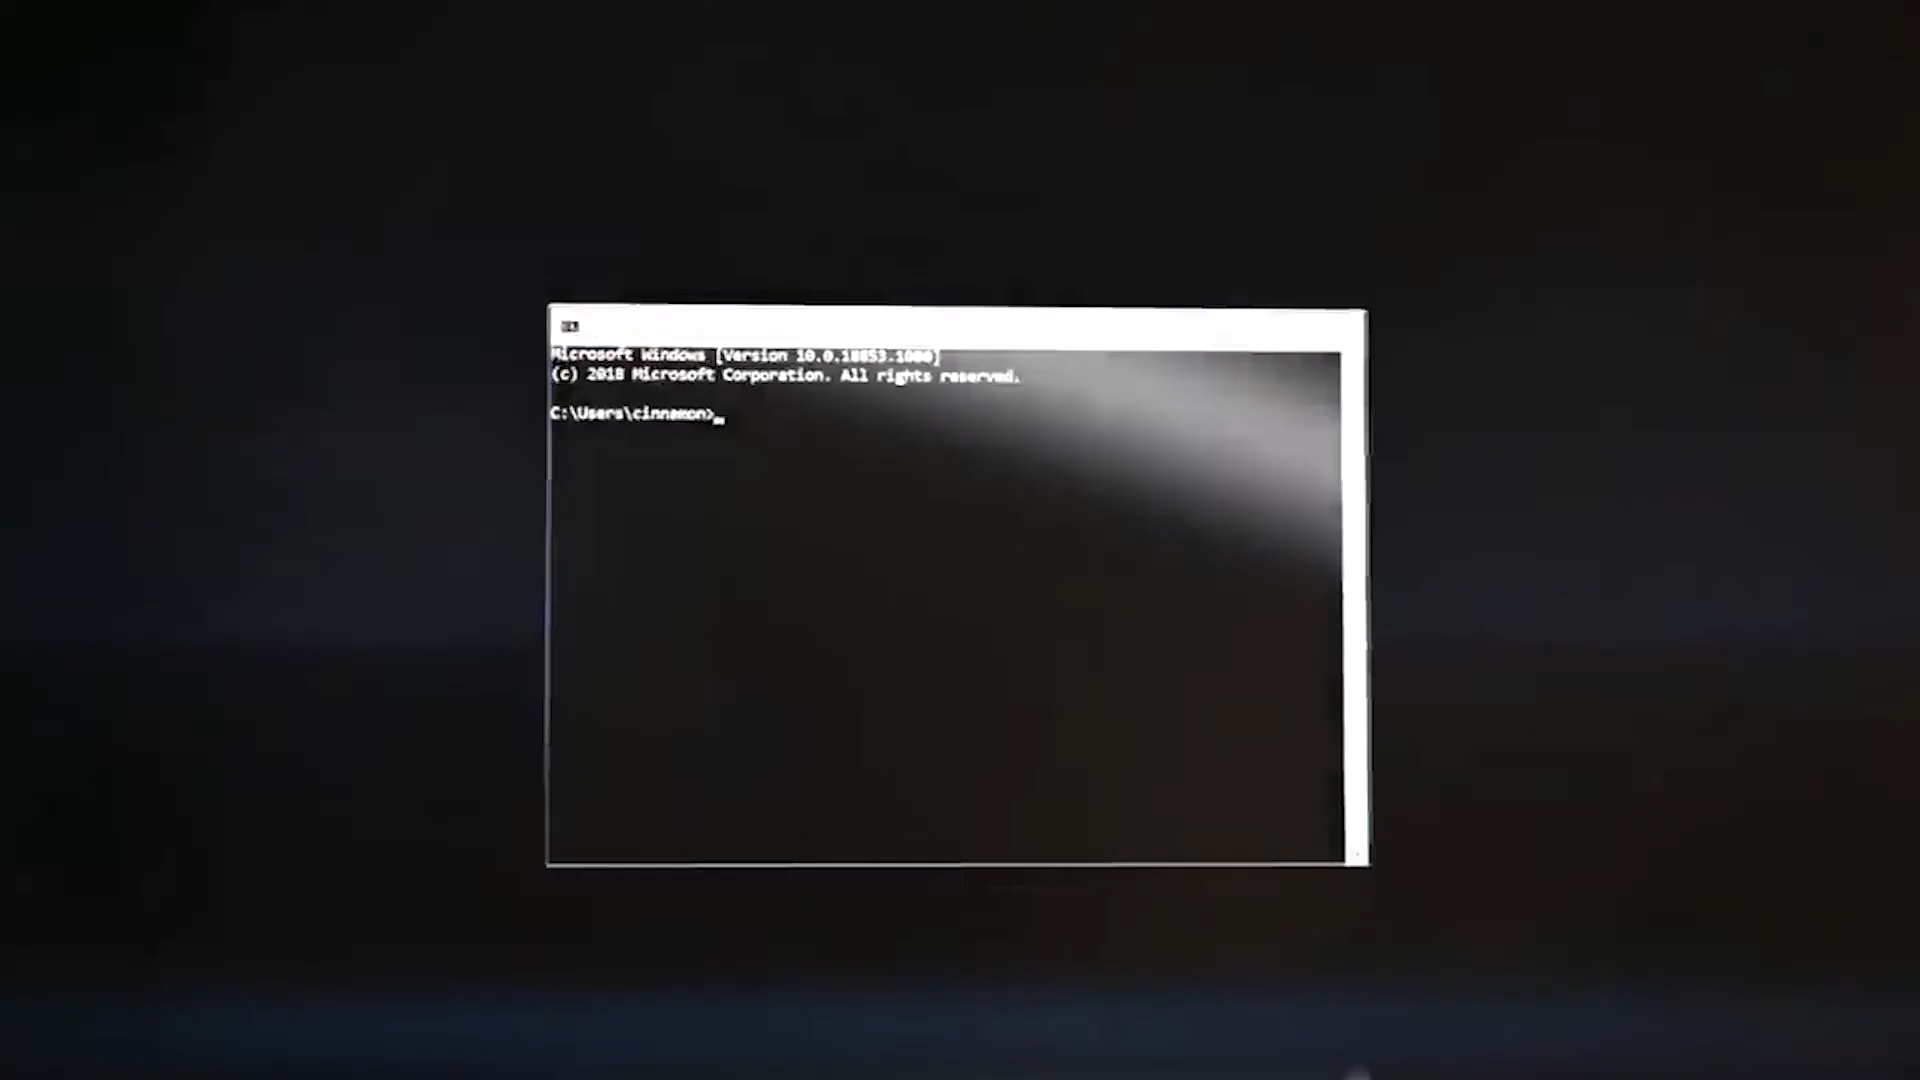 Microsoft Windows [Version 10.0.18853.1000]
(c) 2018 Microsoft Corporation. All rights reserved.
C:\Users\cinnamon>_